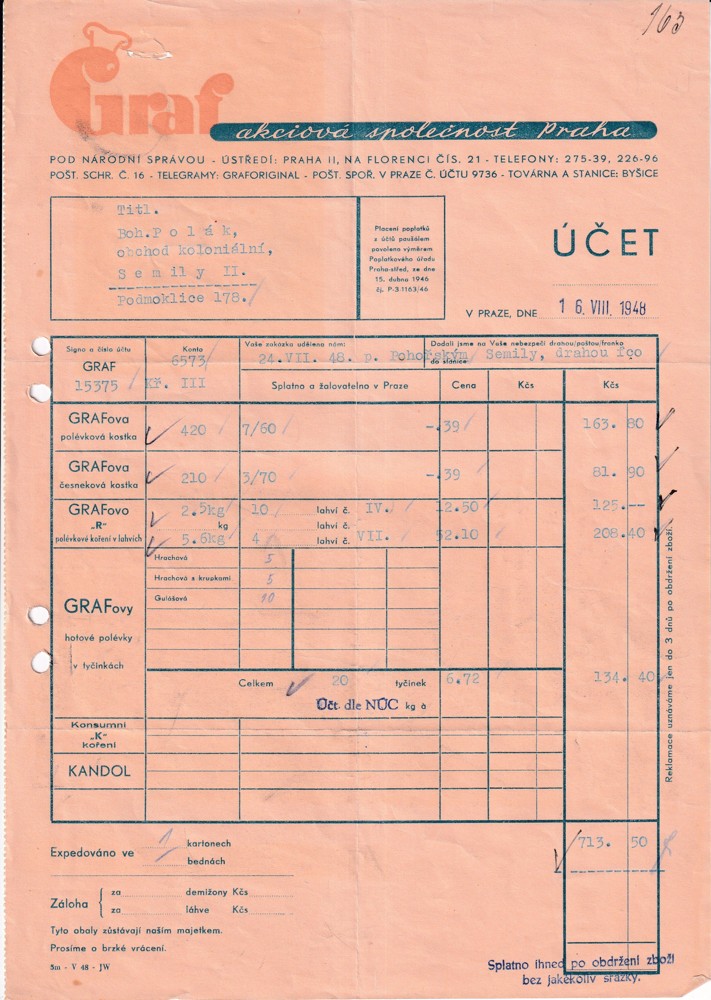 163
Graf
akciová společnost Praha
POD NÁRODNÍ SPRÁVOU - ÚSTŘEDÍ: PRAHA II, NA FLORENCI ČÍS. 21 - TELEFONY: 275-39, 226-96
POŠT. SCHR. Č. 16 - TELEGRAMY: GRAFORIGINAL - POŠT. SPOŘ. V PRAZE Č. ÚČTU 9736 - TOVÁRNA A STANICE: BYŠICE
Titl.
Boh. Polák,
obchod koloniální,
Semily II.
Podmoklice 178.
Placení poplatků
z účtů paušálem
povoleno výměrem
Poplatkového úřadu
Praha-střed, ze dne
15. dubna 1946
čj. P-3.1163/46
ÚČET
V PRAZE, DNE 16. VIII. 1948
Signo a číslo účtu
GRAF
15375
Konto
6573
Kř. III
Vaše zakázka udělena nám:
24.VII. 48. p. Pohořským
Dodali jsme na Vaše nebezpečí drahou/poštou/franko
do stanice: Semily, drahou fco
Splatno a žalovatelno v Praze Cena Kčs Kčs
GRAFova
polévková kostka 420 7/60 -.39 163. 80
GRAFova
česneková kostka 210 3/70 -.39 81. 90
GRAFovo
„R“
polévkové koření v lahvích
2.5kg 10 lahví č. IV. 12.50 125.--
kg lahví č.
5.6kg 4 lahví č. VII. 52.10 208.40
GRAFovy
hotové polévky
v tyčinkách
Hrachová 5
Hrachová s krupkami 5
Gulášová 10
Celkem 20 tyčinek 6.72 134. 40
Účt. dle NÚC kg à
Konsumní
„K“
koření
KANDOL
Reklamace uznáváme jen do 3 dnů po obdržení zboží.
713. 50
Expedováno ve 1 kartonech
bednách
Záloha
za demižony Kčs
za láhve Kčs
Tyto obaly zůstávají naším majetkem.
Prosíme o brzké vrácení.
5m - V 48 - JW
Splatno ihned po obdržení zboží
bez jakékoliv srážky.